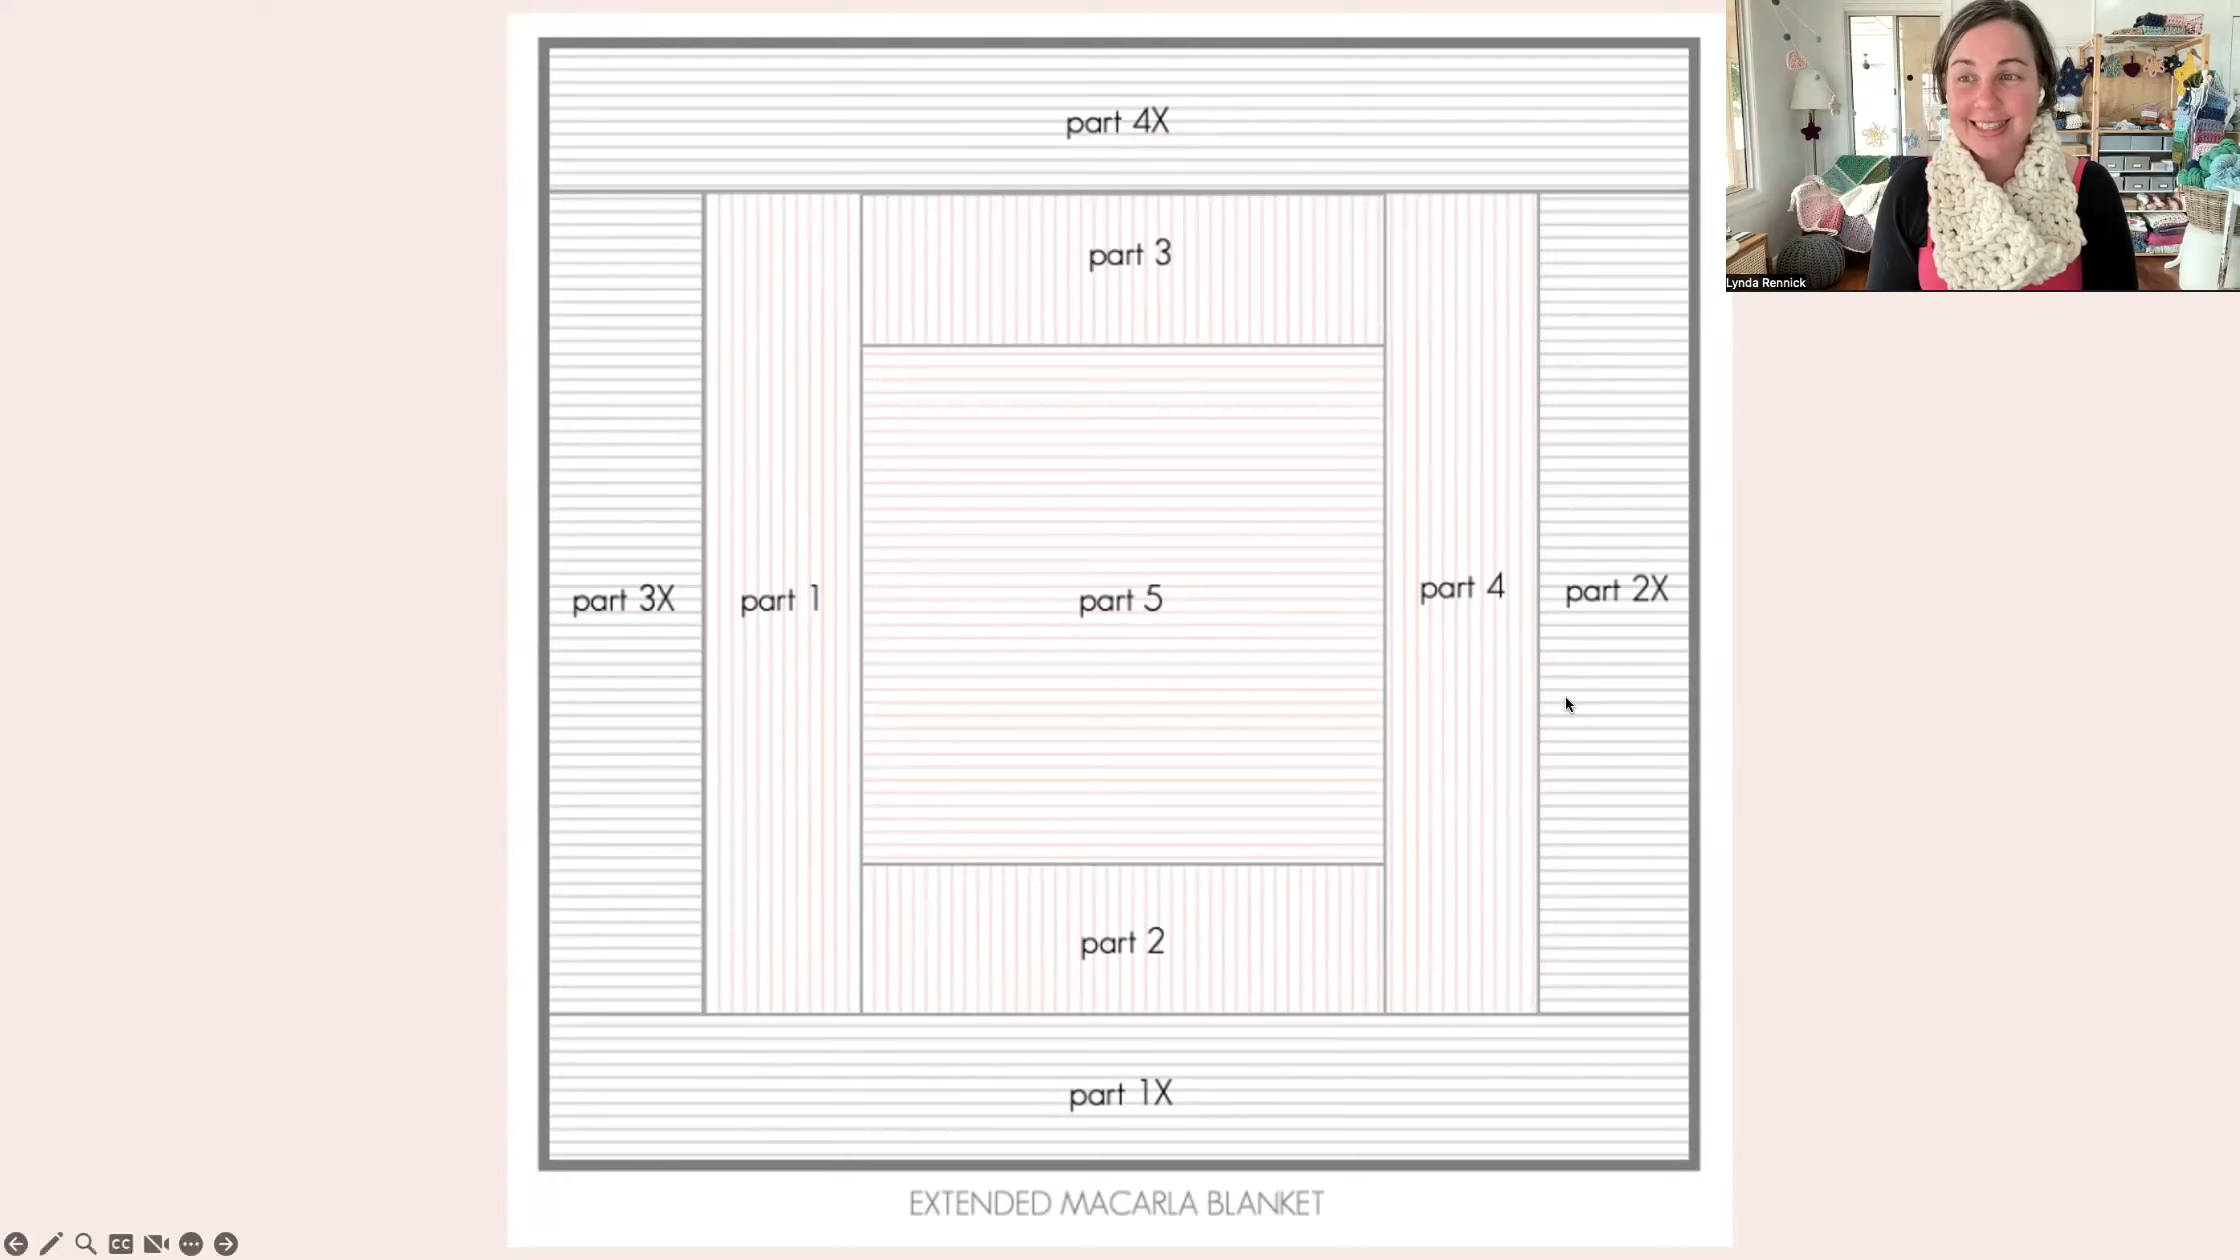 part 4X
Lynda Rennick
part 3
part 3X
part 1
part 5
part 4
part 2X
part 2
part 1X
EXTENDED MACARLA BLANKET
CC